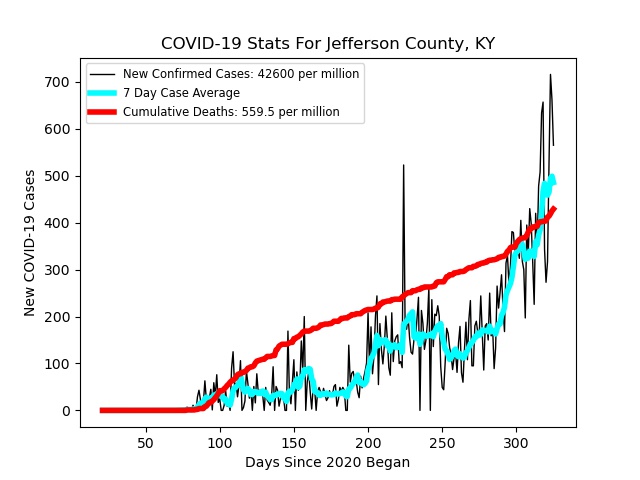 COVID-19 Stats For Jefferson County, KY
New Confirmed Cases: 42600 per million
7 Day Case Average
Cumulative Deaths: 559.5 per million
New COVID-19 Cases
700
600
500
400
300
200
100
0
50
100
150
200
250
300
Days Since 2020 Began